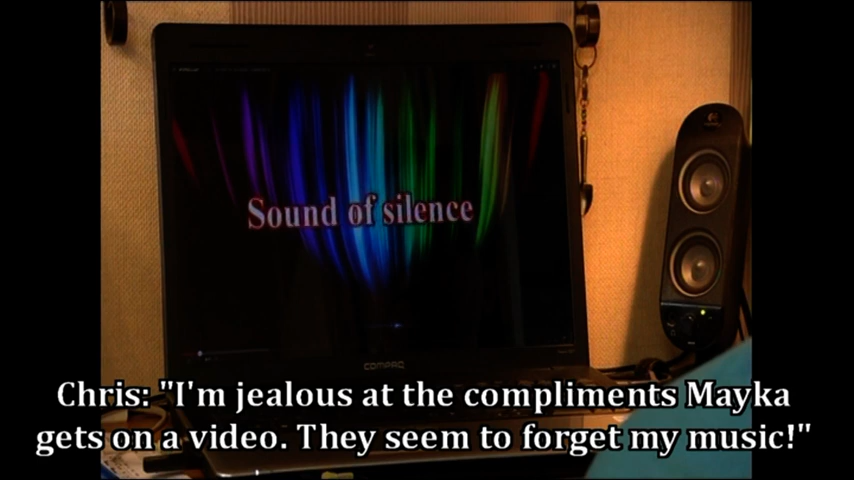 Sound of silence
COMPAQ
Chris: "I'm jealous at the compliments Mayka
gets on a video. They seem to forget my music!"